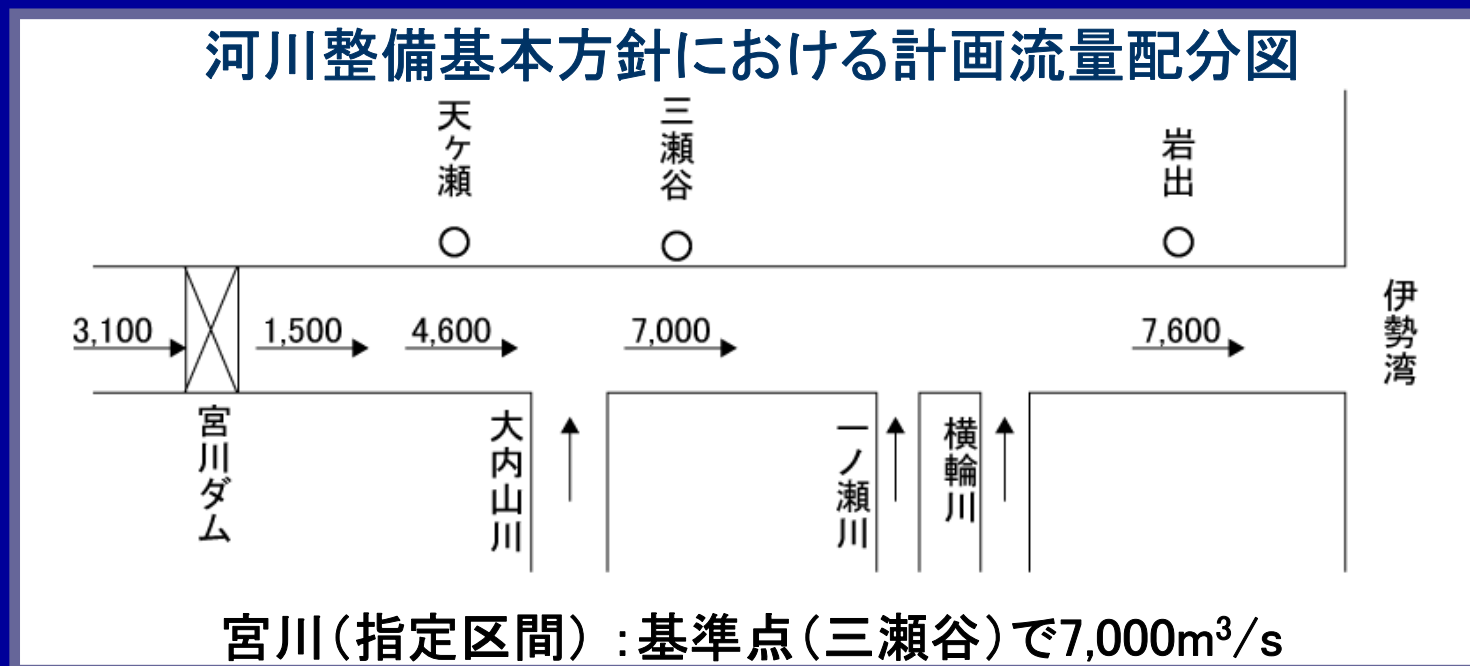 河川整備基本方針における計画流量配分図
天ヶ瀬
三瀬谷
岩出
3,100
1,500
4,600
7,000
7,600
伊勢湾
宮川ダム
大内山川
一ノ瀬川
横輪川
宮川(指定区間):基準点(三瀬谷)で7,000m³/s